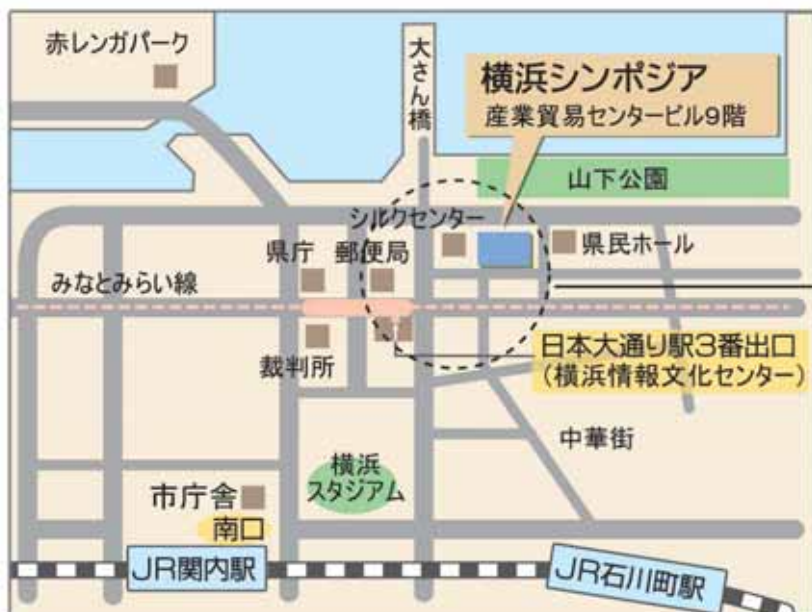 赤レンガパーク
大さん橋
横浜シンポジア
産業貿易センタービル9階
山下公園
シルクセンター
県庁
郵便局
県民ホール
みなとみらい線
裁判所
日本大通り駅3番出口
(横浜情報文化センター)
中華街
横浜
スタジアム
市庁舎
南口
JR関内駅
JR石川町駅